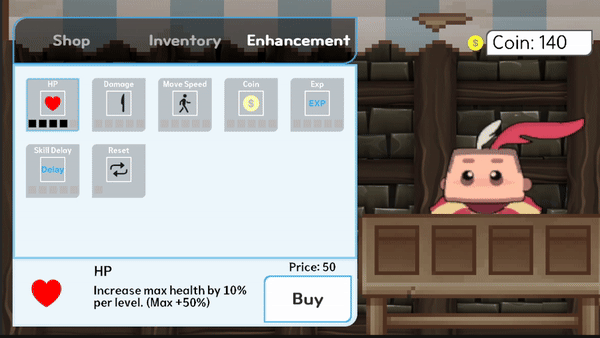 Shop Inventory Enhancement
$ Coin: 140
HP Damage Move Speed Coin Exp
$ EXP
Skill Delay Reset
Delay
HP
Price: 50
Increase max health by 10%
per level. (Max +50%)
Buy